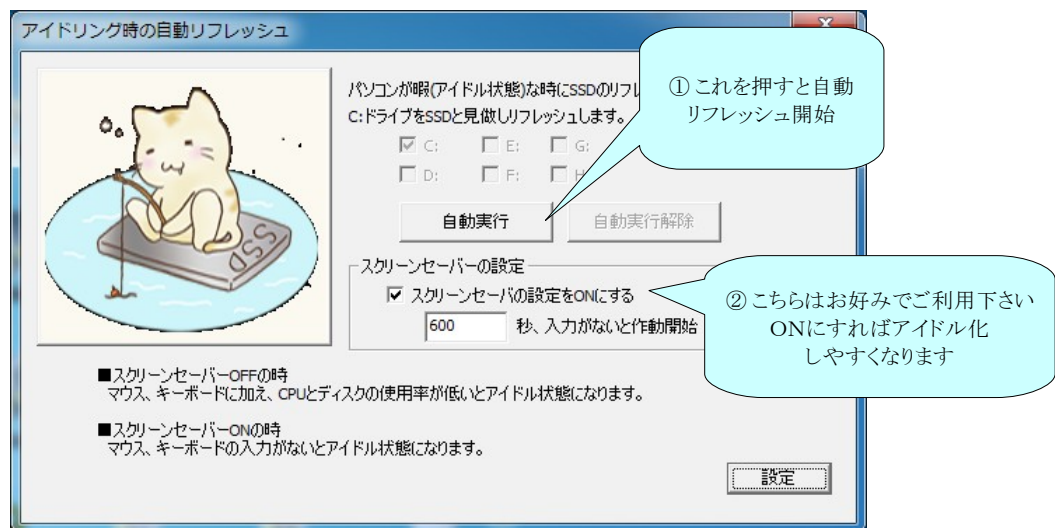 アイドリング時の自動リフレッシュ
パソコンが暇(アイドル状態)な時にSSDのリフレ
C:ドライブをSSDと見做しリフレッシュします。
C: E: G:
D: F: H
自動実行 自動実行解除
① これを押すと自動
リフレッシュ開始
SSD
スクリーンセーバーの設定
スクリーンセーバの設定をONにする
600 秒、入力がないと作動開始
② こちらはお好みでご利用下さい
ONにすればアイドル化
しやすくなります
■スクリーンセーバーOFFの時
マウス、キーボードに加え、CPUとディスクの使用率が低いとアイドル状態になります。
■スクリーンセーバーONの時
マウス、キーボードの入力がないとアイドル状態になります。
設定